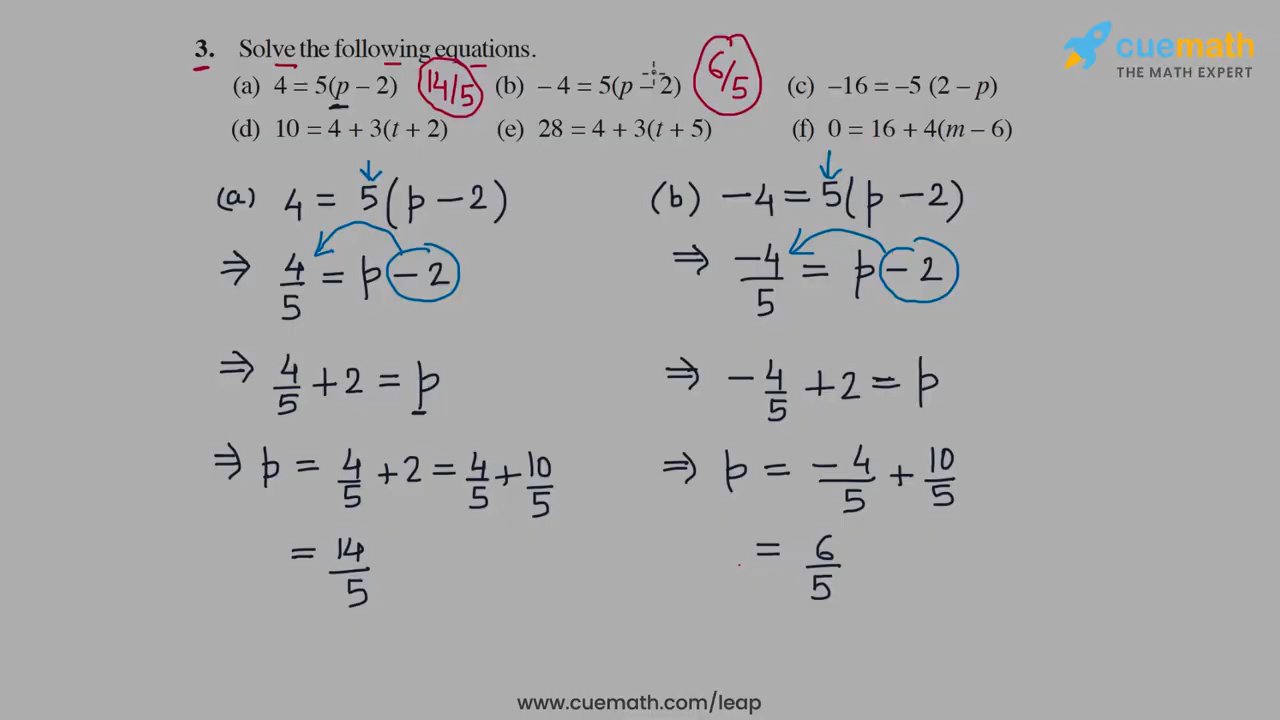 3. Solve the following equations.
(a) 4 = 5(p – 2) 14/5 (b) – 4 = 5(p – 2) 6/5 (c) –16 = –5 (2 – p)
(d) 10 = 4 + 3(t + 2) (e) 28 = 4 + 3(t + 5) (f) 0 = 16 + 4(m – 6)
cuemath
THE MATH EXPERT
(a) 4 = 5(p – 2)
⇒ 4/5 = p – 2
⇒ 4/5 + 2 = p
⇒ p = 4/5 + 2 = 4/5 + 10/5
= 14/5
(b) – 4 = 5(p – 2)
⇒ –4/5 = p – 2
⇒ – 4/5 + 2 = p
⇒ p = –4/5 + 10/5
= 6/5
www.cuemath.com/leap